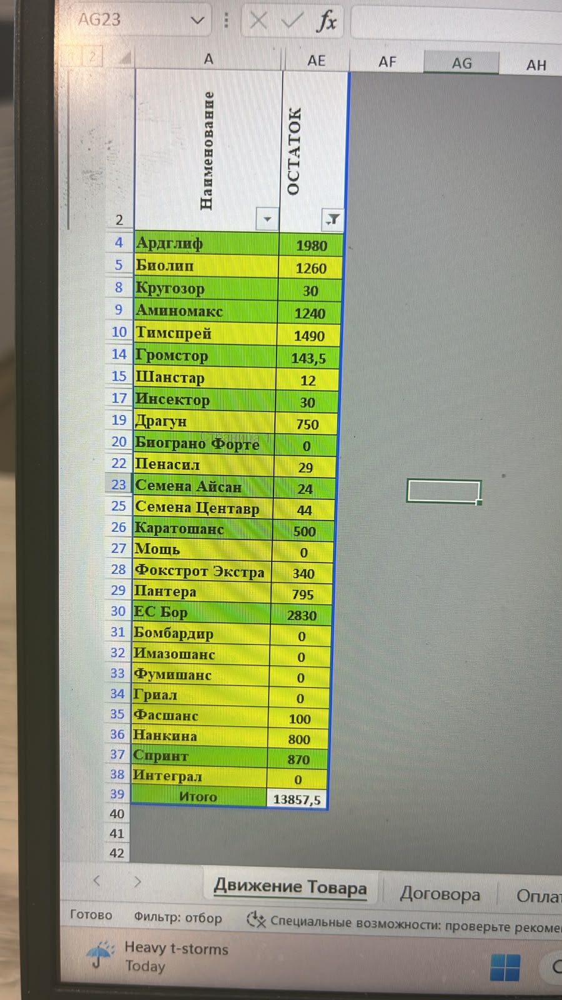 AG23
fx
1 2
A AE AF AG AH
Наименование ОСТАТОК
2
4 Ардглиф 1980
5 Биолип 1260
8 Кругозор 30
9 Аминомакс 1240
10 Тимспрей 1490
14 Громстор 143,5
15 Шанстар 12
17 Инсектор 30
19 Драгун 750
20 Биограно Форте 0
22 Пенасил 29
23 Семена Айсан 24
25 Семена Центавр 44
26 Каратошанс 500
27 Мощь 0
28 Фокстрот Экстра 340
29 Пантера 795
30 ЕС Бор 2830
31 Бомбардир 0
32 Имазошанс 0
33 Фумишанс 0
34 Гриал 0
35 Фасшанс 100
36 Нанкина 800
37 Спринт 870
38 Интеграл 0
39 Итого 13857,5
40
41
42
Движение Товара Договора Оплат
Готово Фильтр: отбор Специальные возможности: проверьте рекоме
Heavy t-storms
Today